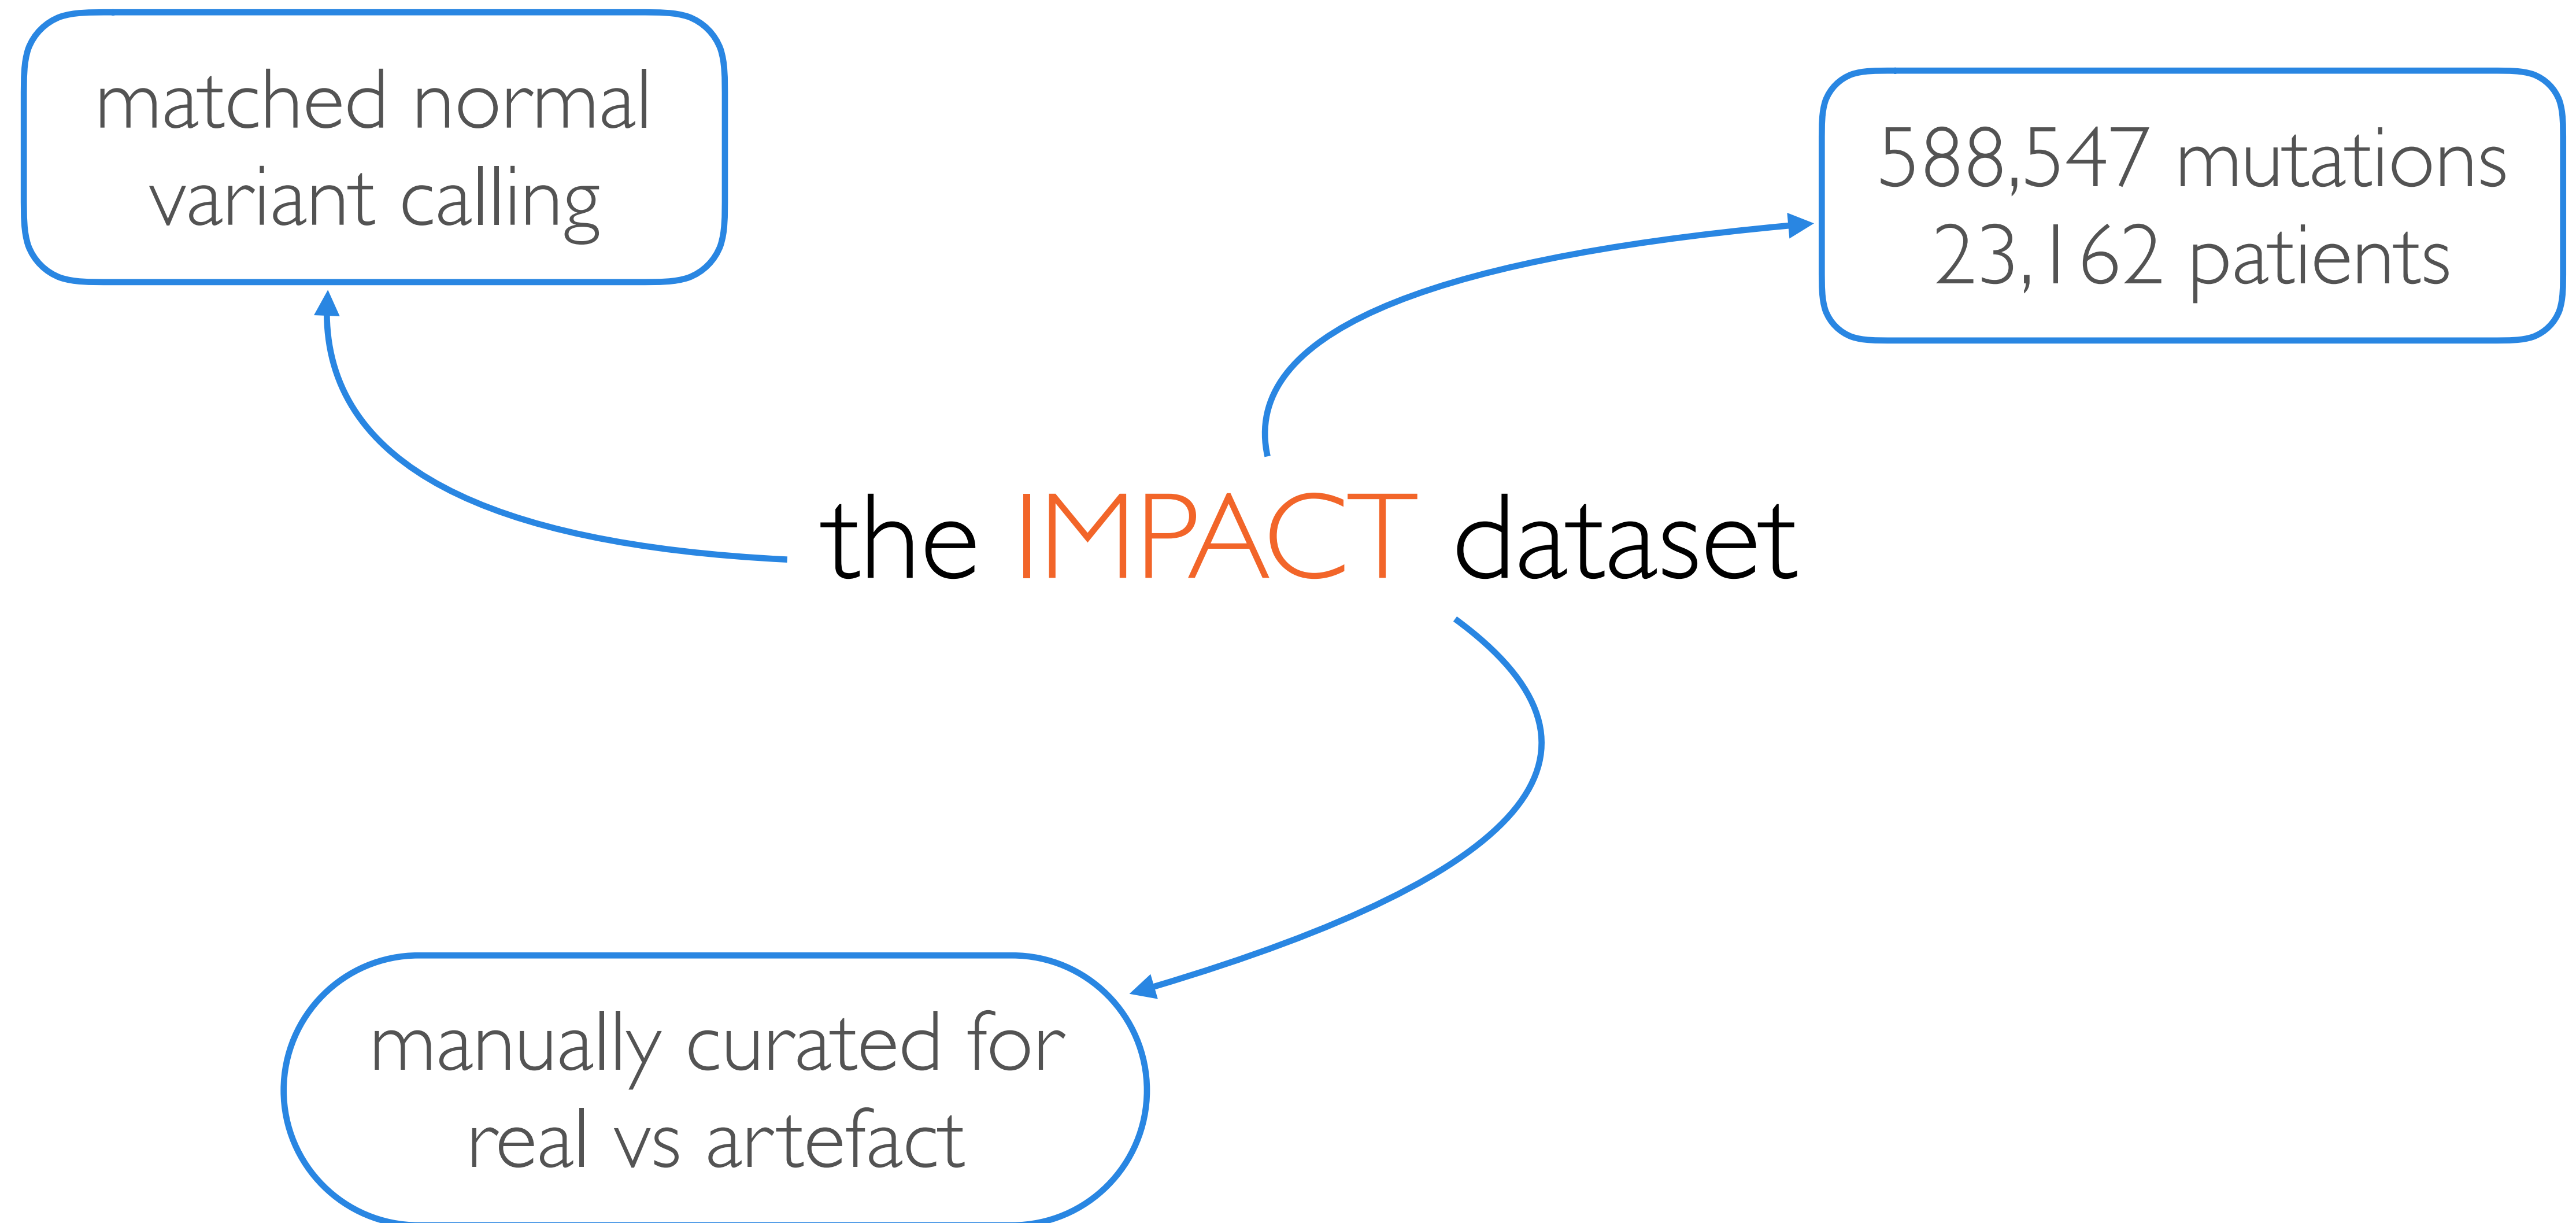 matched normal
variant calling
588,547 mutations
23,162 patients
the IMPACT dataset
manually curated for
real vs artefact